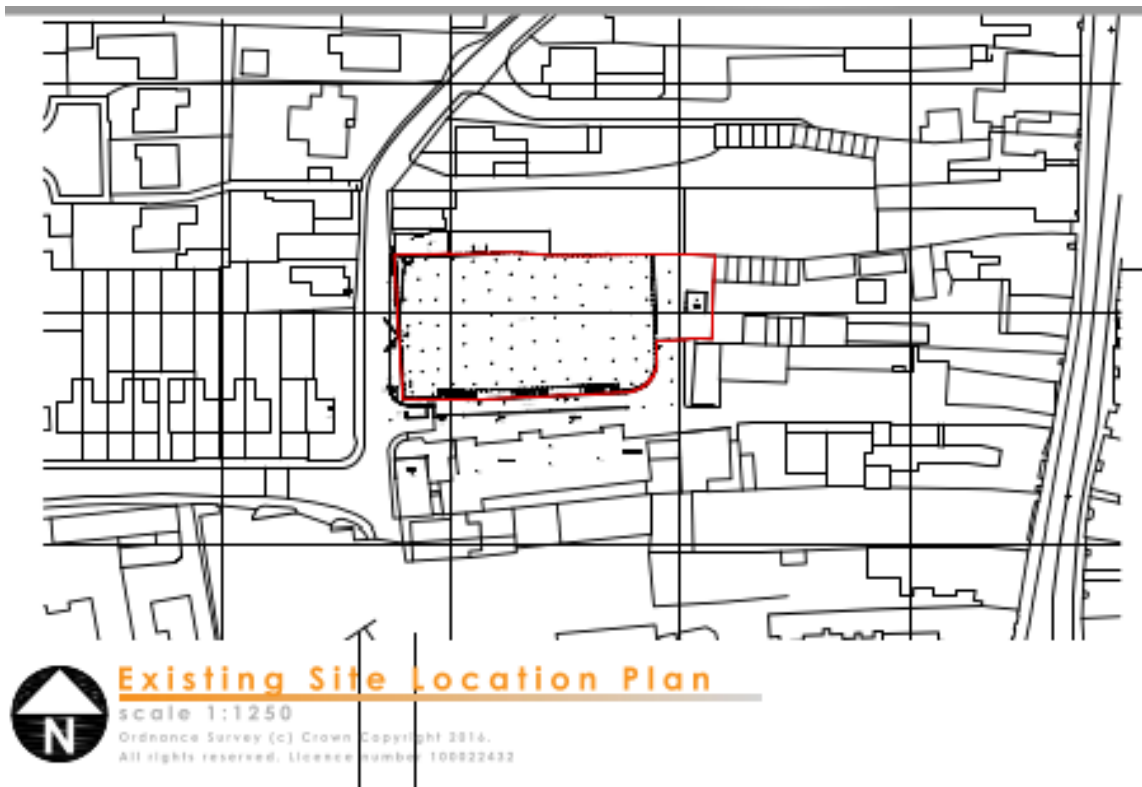 Existing Site Location Plan
scale 1:1250
Ordnance Survey (c) Crown Copyright 2016.
All rights reserved. Licence number 100022432
N